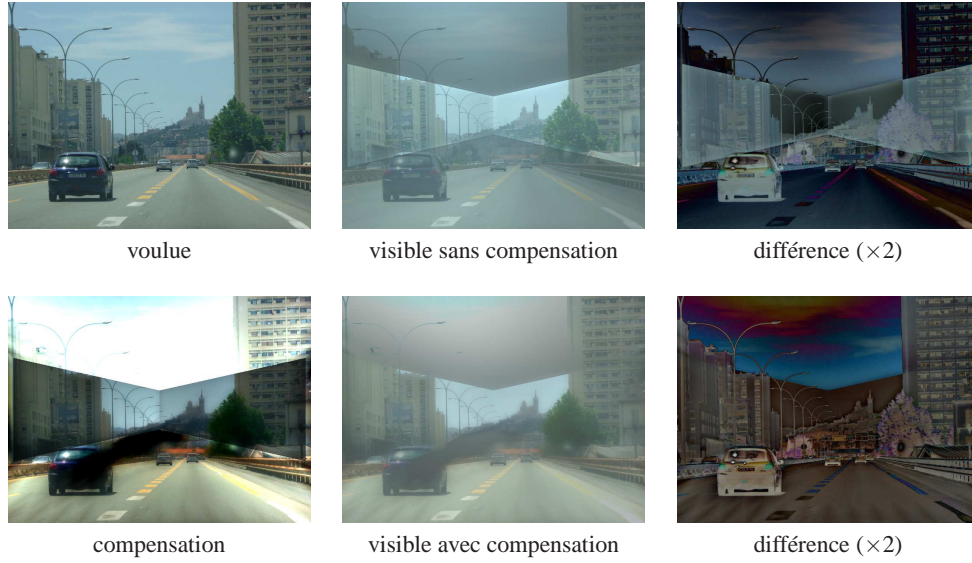 voulue
visible sans compensation
différence (×2)
compensation
visible avec compensation
différence (×2)